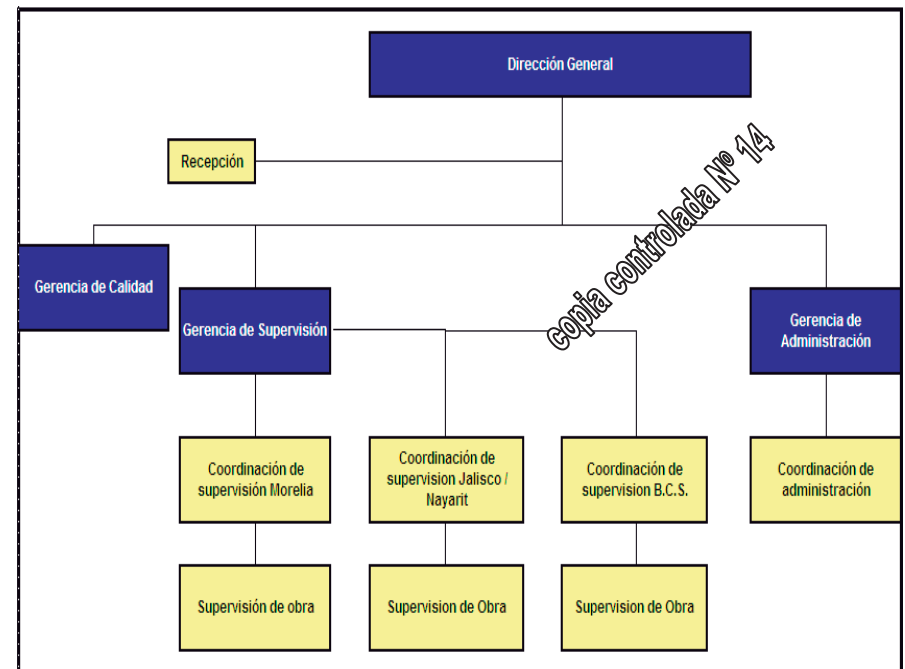 Dirección General
Recepción
copia controlada Nº 14
Gerencia de Calidad
Gerencia de Supervisión
Gerencia de
Administración
Coordinación de
supervisión Morelia
Coordinación de
supervision Jalisco /
Nayarit
Coordinación de
supervision B.C.S.
Coordinación de
administración
Supervisión de obra
Supervision de Obra
Supervision de Obra